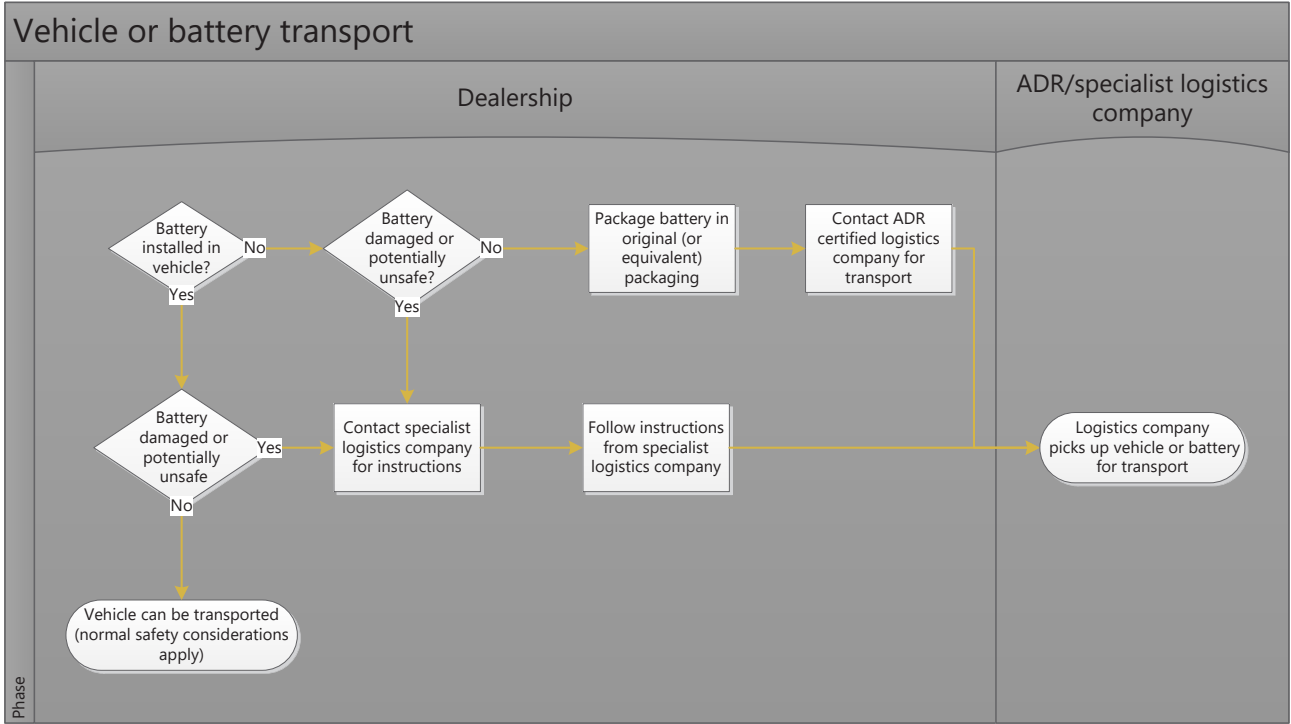 Vehicle or battery transport
Dealership
ADR/specialist logistics
company
Phase
Battery
installed in
vehicle?
No
Yes
Battery
damaged or
potentially
unsafe?
No
Yes
Package battery in
original (or
equivalent)
packaging
Contact ADR
certified logistics
company for
transport
Battery
damaged or
potentially
unsafe
Yes
No
Contact specialist
logistics company
for instructions
Follow instructions
from specialist
logistics company
Logistics company
picks up vehicle or battery
for transport
Vehicle can be transported
(normal safety considerations
apply)